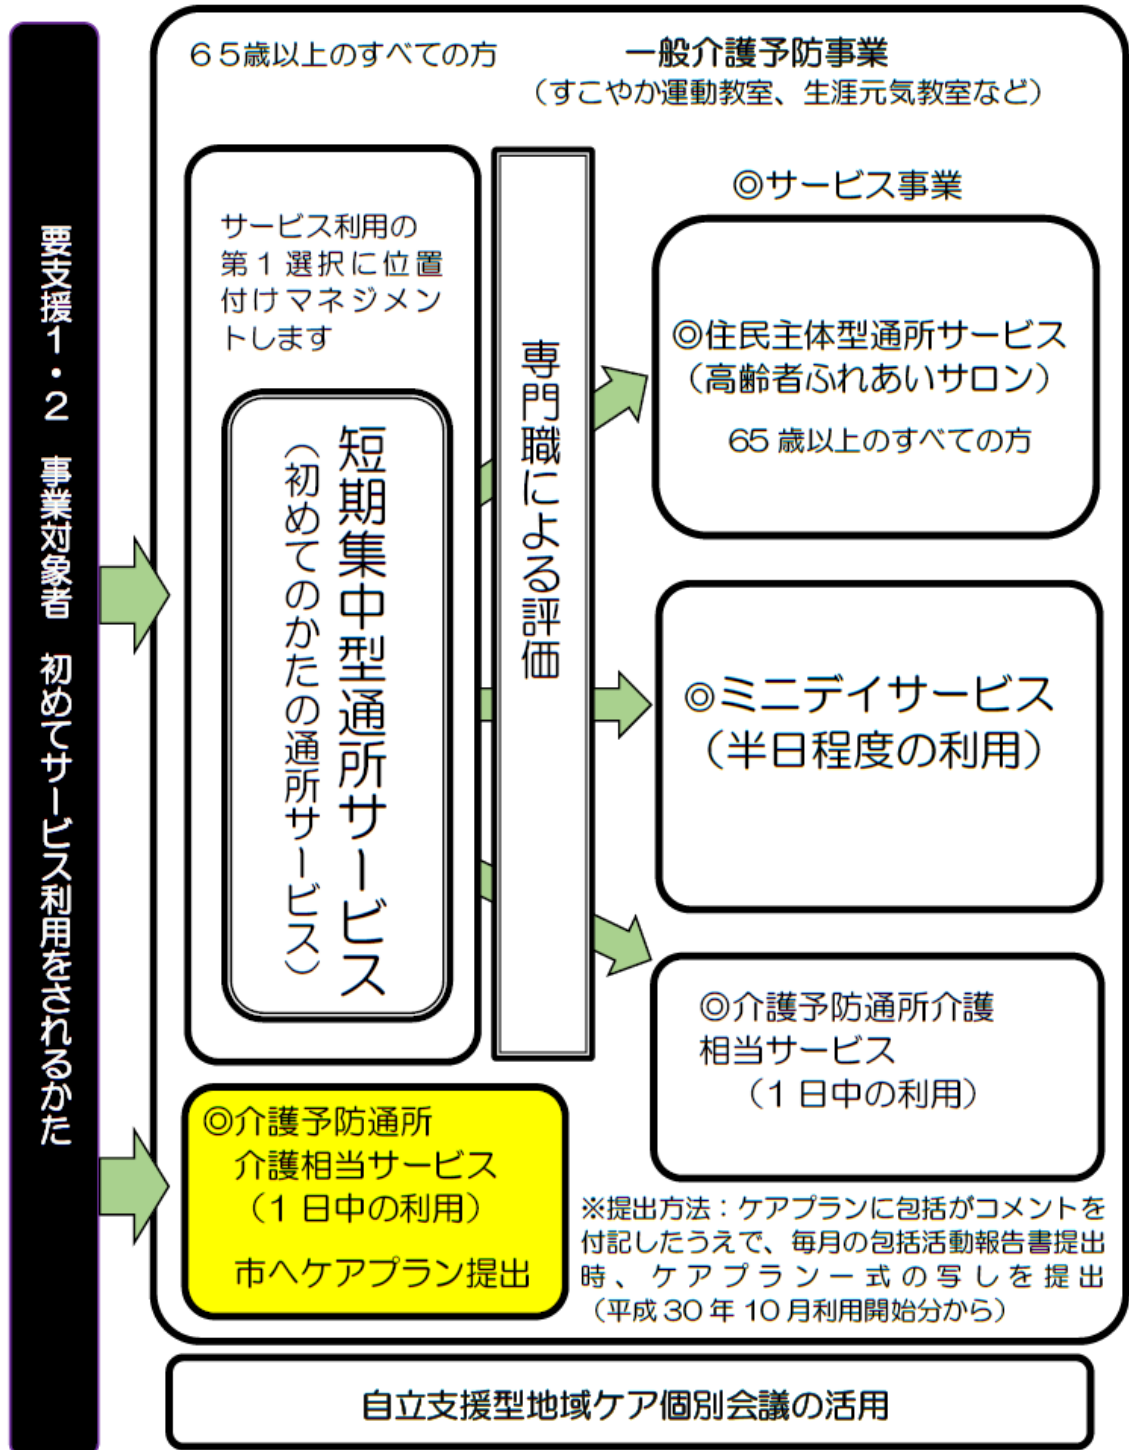 要支援1・2　事業対象者　初めてサービス利用をされるかた
65歳以上のすべての方
一般介護予防事業
（すこやか運動教室、生涯元気教室など）
サービス利用の
第1選択に位置
付けマネジメン
トします
短期集中型通所サービス
（初めてのかたの通所サービス）
専門職による評価
◎サービス事業
◎住民主体型通所サービス
（高齢者ふれあいサロン）
65歳以上のすべての方
◎ミニデイサービス
（半日程度の利用）
◎介護予防通所介護
相当サービス
（1日中の利用）
◎介護予防通所
介護相当サービス
（1日中の利用）
市へケアプラン提出
※提出方法：ケアプランに包括がコメントを
付記したうえで、毎月の包括活動報告書提出
時、ケアプラン一式の写しを提出
（平成30年10月利用開始分から）
自立支援型地域ケア個別会議の活用